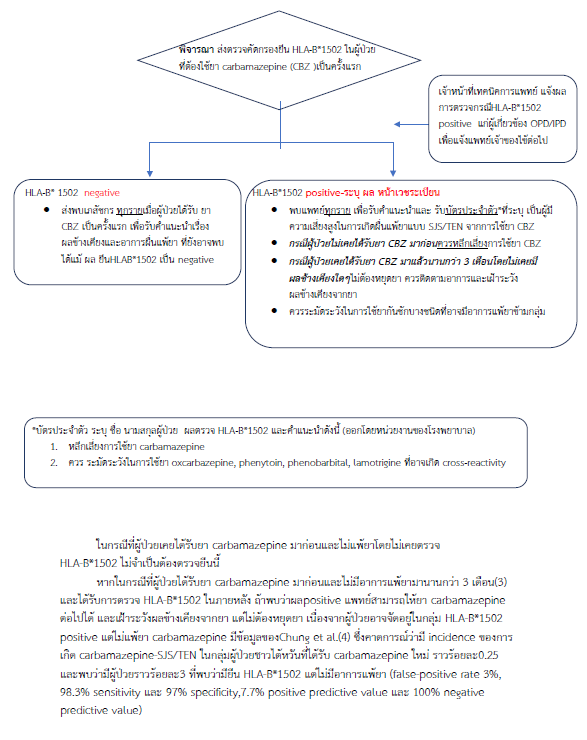 พิจารณา ส่งตรวจคัดกรองยีน HLA-B*1502 ในผู้ป่วย
ที่ต้องใช้ยา carbamazepine (CBZ )เป็นครั้งแรก
เจ้าหน้าที่เทคนิคการแพทย์ แจ้งผล
การตรวจกรณีHLA-B*1502
positive แก่ผู้เกี่ยวข้อง OPD/IPD
เพื่อแจ้งแพทย์เจ้าของไข้ต่อไป
HLA-B* 1502 negative
● ส่งพบเภสัชกร ทุกรายเมื่อผู้ป่วยได้รับ ยา
CBZ เป็นครั้งแรก เพื่อรับคำแนะนำเรื่อง
ผลข้างเคียงและอาการผื่นแพ้ยา ที่ยังอาจพบ
ได้แม้ ผล ยีนHLAB*1502 เป็น negative
HLA-B*1502 positive-ระบุ ผล หน้าเวชระเบียน
● พบแพทย์ทุกราย เพื่อรับคำแนะนำและ รับบัตรประจำตัว*ที่ระบุ เป็นผู้มี
ความเสี่ยงสูงในการเกิดผื่นแพ้ยาแบบ SJS/TEN จากการใช้ยา CBZ
● กรณีผู้ป่วยไม่เคยได้รับยา CBZ มาก่อนควรหลีกเลี่ยงการใช้ยา CBZ
● กรณีผู้ป่วยเคยได้รับยา CBZ มาแล้วนานกว่า 3 เดือนโดยไม่เคยมี
ผลข้างเคียงใดๆไม่ต้องหยุดยา ควรติดตามอาการและเฝ้าระวัง
ผลข้างเคียงจากยา
● ควรระมัดระวังในการใช้ยากันชักบางชนิดที่อาจมีอาการแพ้ยาข้ามกลุ่ม
*บัตรประจำตัว ระบุ ชื่อ นามสกุลผู้ป่วย ผลตรวจ HLA-B*1502 และคำแนะนำดังนี้ (ออกโดยหน่วยงานของโรงพยาบาล)
1. หลีกเลี่ยงการใช้ยา carbamazepine
2. ควร ระมัดระวังในการใช้ยา oxcarbazepine, phenytoin, phenobarbital, lamotrigine ที่อาจเกิด cross-reactivity
ในกรณีที่ผู้ป่วยเคยได้รับยา carbamazepine มาก่อนและไม่แพ้ยาโดยไม่เคยตรวจ
HLA-B*1502 ไม่จำเป็นต้องตรวจยีนนี้
หากในกรณีที่ผู้ป่วยได้รับยา carbamazepine มาก่อนและไม่มีอาการแพ้ยามานานกว่า 3 เดือน(3)
และได้รับการตรวจ HLA-B*1502 ในภายหลัง ถ้าพบว่าผลpositive แพทย์สามารถให้ยา carbamazepine
ต่อไปได้ และเฝ้าระวังผลข้างเคียงจากยา แต่ไม่ต้องหยุดยา เนื่องจากผู้ป่วยอาจจัดอยู่ในกลุ่ม HLA-B*1502
positive แต่ไม่แพ้ยา carbamazepine มีข้อมูลของChung et al.(4) ซึ่งคาดการณ์ว่ามี incidence ของการ
เกิด carbamazepine-SJS/TEN ในกลุ่มผู้ป่วยชาวไต้หวันที่ได้รับ carbamazepine ใหม่ ราวร้อยละ0.25
และพบว่ามีผู้ป่วยราวร้อยละ3 ที่พบว่ามียีน HLA-B*1502 แต่ไม่มีอาการแพ้ยา (false-positive rate 3%,
98.3% sensitivity และ 97% specificity,7.7% positive predictive value และ 100% negative
predictive value)